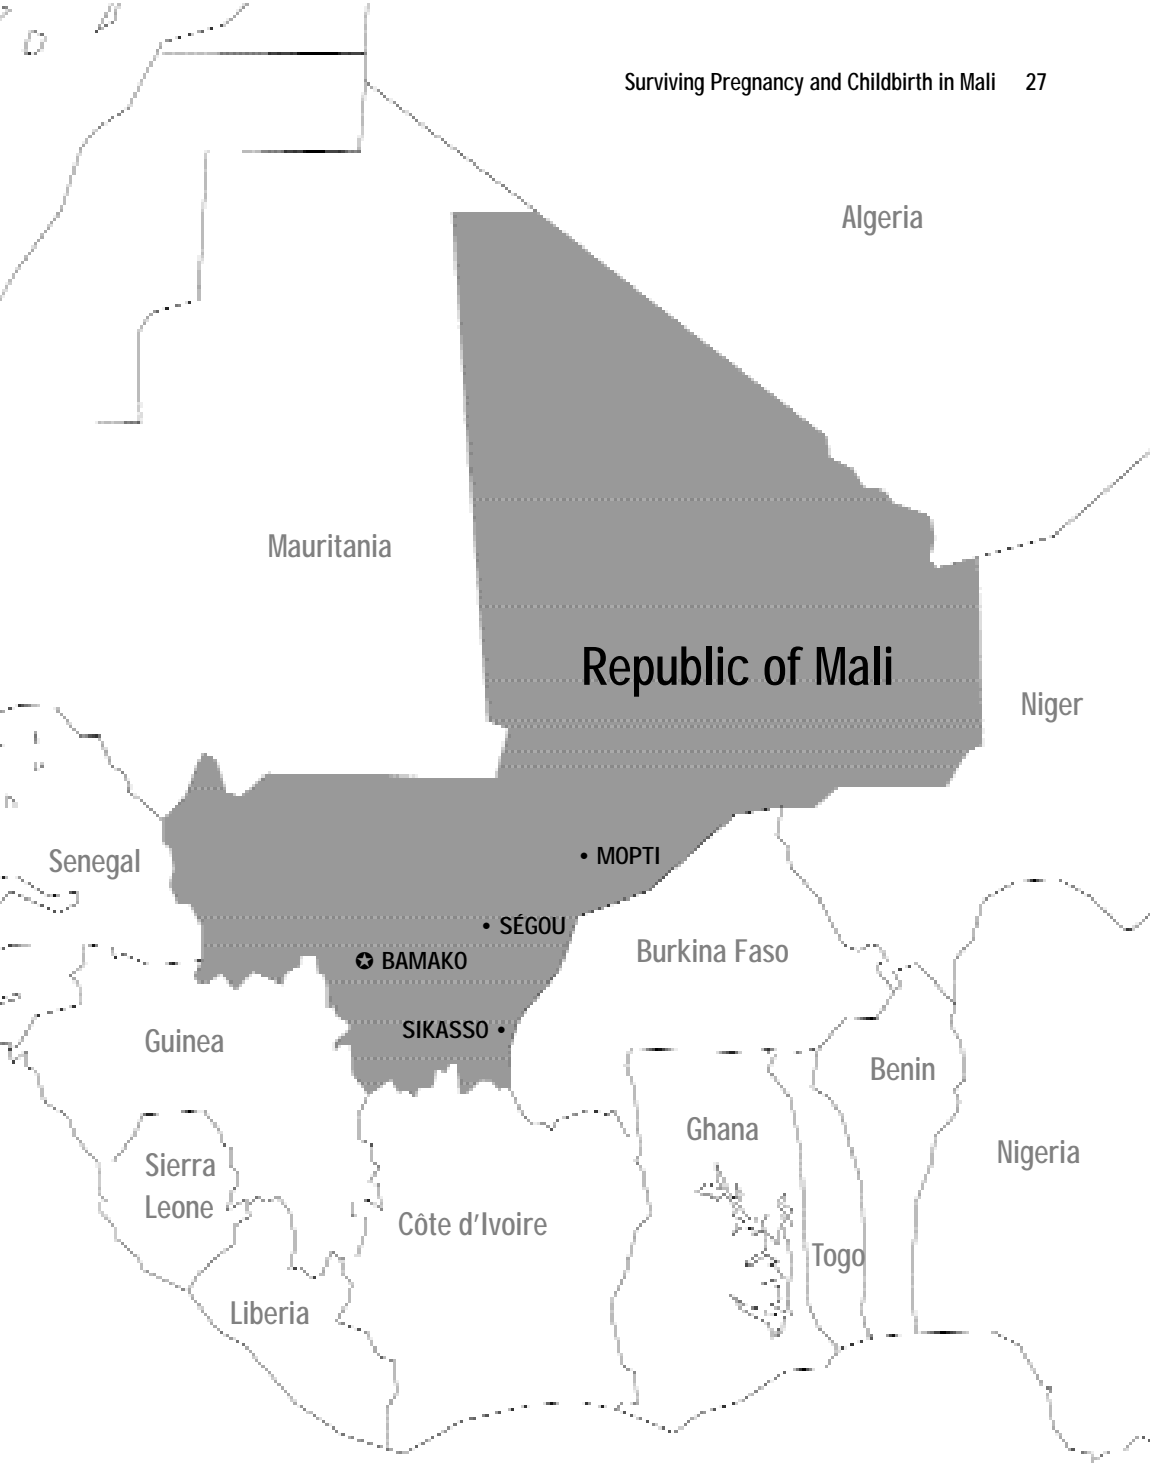 Surviving Pregnancy and Childbirth in Mali 27
Algeria
Mauritania
Republic of Mali
Niger
• MOPTI
Senegal
• SÉGOU
Burkina Faso
✪ BAMAKO
SIKASSO •
Guinea
Benin
Ghana
Nigeria
Sierra
Leone
Côte d’Ivoire
Togo
Liberia